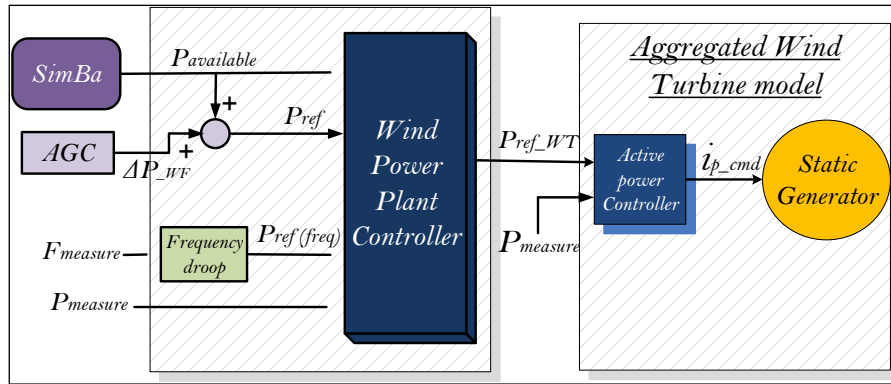 SimBa
AGC
Pavailable
+
+
ΔP_WF
Pref
Fmeasure
Frequency
droop
Pref(freq)
Pmeasure
Wind
Power
Plant
Controller
Pref_WT
Pmeasure
Aggregated Wind
Turbine model
Active
power
Controller
ip_cmd
Static
Generator